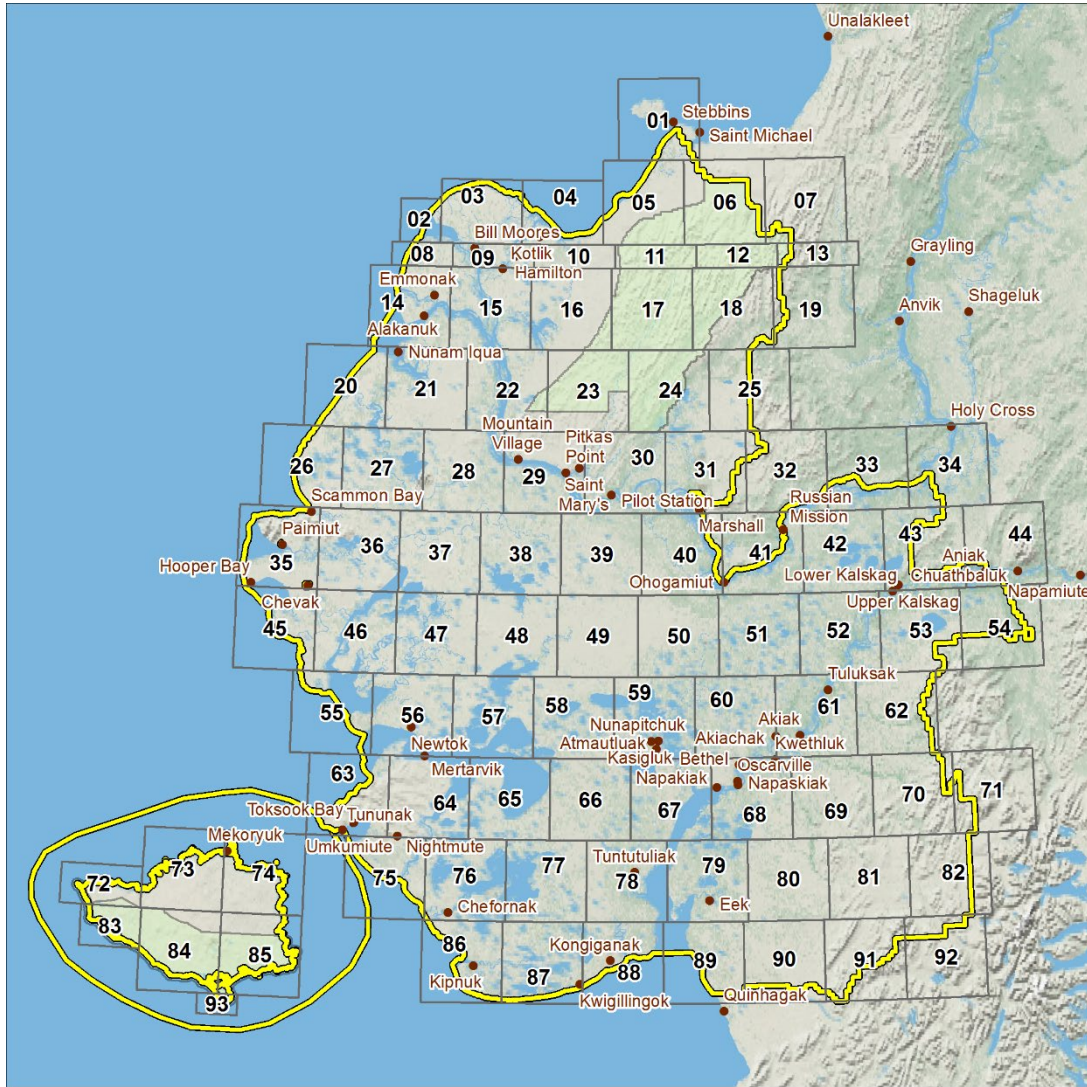 Unalakleet
Stebbins
01
Saint Michael
03
04
05
06
07
02
Bill Moores
Grayling
08
09
Kotlik
10
11
12
13
Hamilton
Emmonak
Shageluk
14
15
16
17
18
19
Anvik
Alakanuk
Nunam Iqua
20
21
22
23
24
25
Holy Cross
Mountain
Village
Pitkas
Point
26
27
28
29
30
31
32
33
34
Saint
Mary's
Scammon Bay
Pilot Station
Russian
Mission
Marshall
Paimiut
35
36
37
38
39
40
41
42
43
44
Hooper Bay
Aniak
Ohogamiut
Lower Kalskag
Chuathbaluk
Napamiute
Chevak
Upper Kalskag
45
46
47
48
49
50
51
52
53
54
Tuluksak
55
56
57
58
59
60
61
62
Nunapitchuk
Akiak
Newtok
Atmautluak
Akiachak
Kwethluk
Kasigluk
Bethel
Oscarville
Mertarvik
63
Napakiak
Napaskiak
64
65
66
67
68
69
70
71
Toksook Bay
Tununak
Mekoryuk
Umkumiute
Nightmute
72
73
74
75
76
77
Tuntutuliak
78
79
80
81
82
Chefornak
Eek
83
84
85
86
Kongiganak
87
88
89
90
91
92
Kipnuk
Kwigillingok
Quinhagak
93